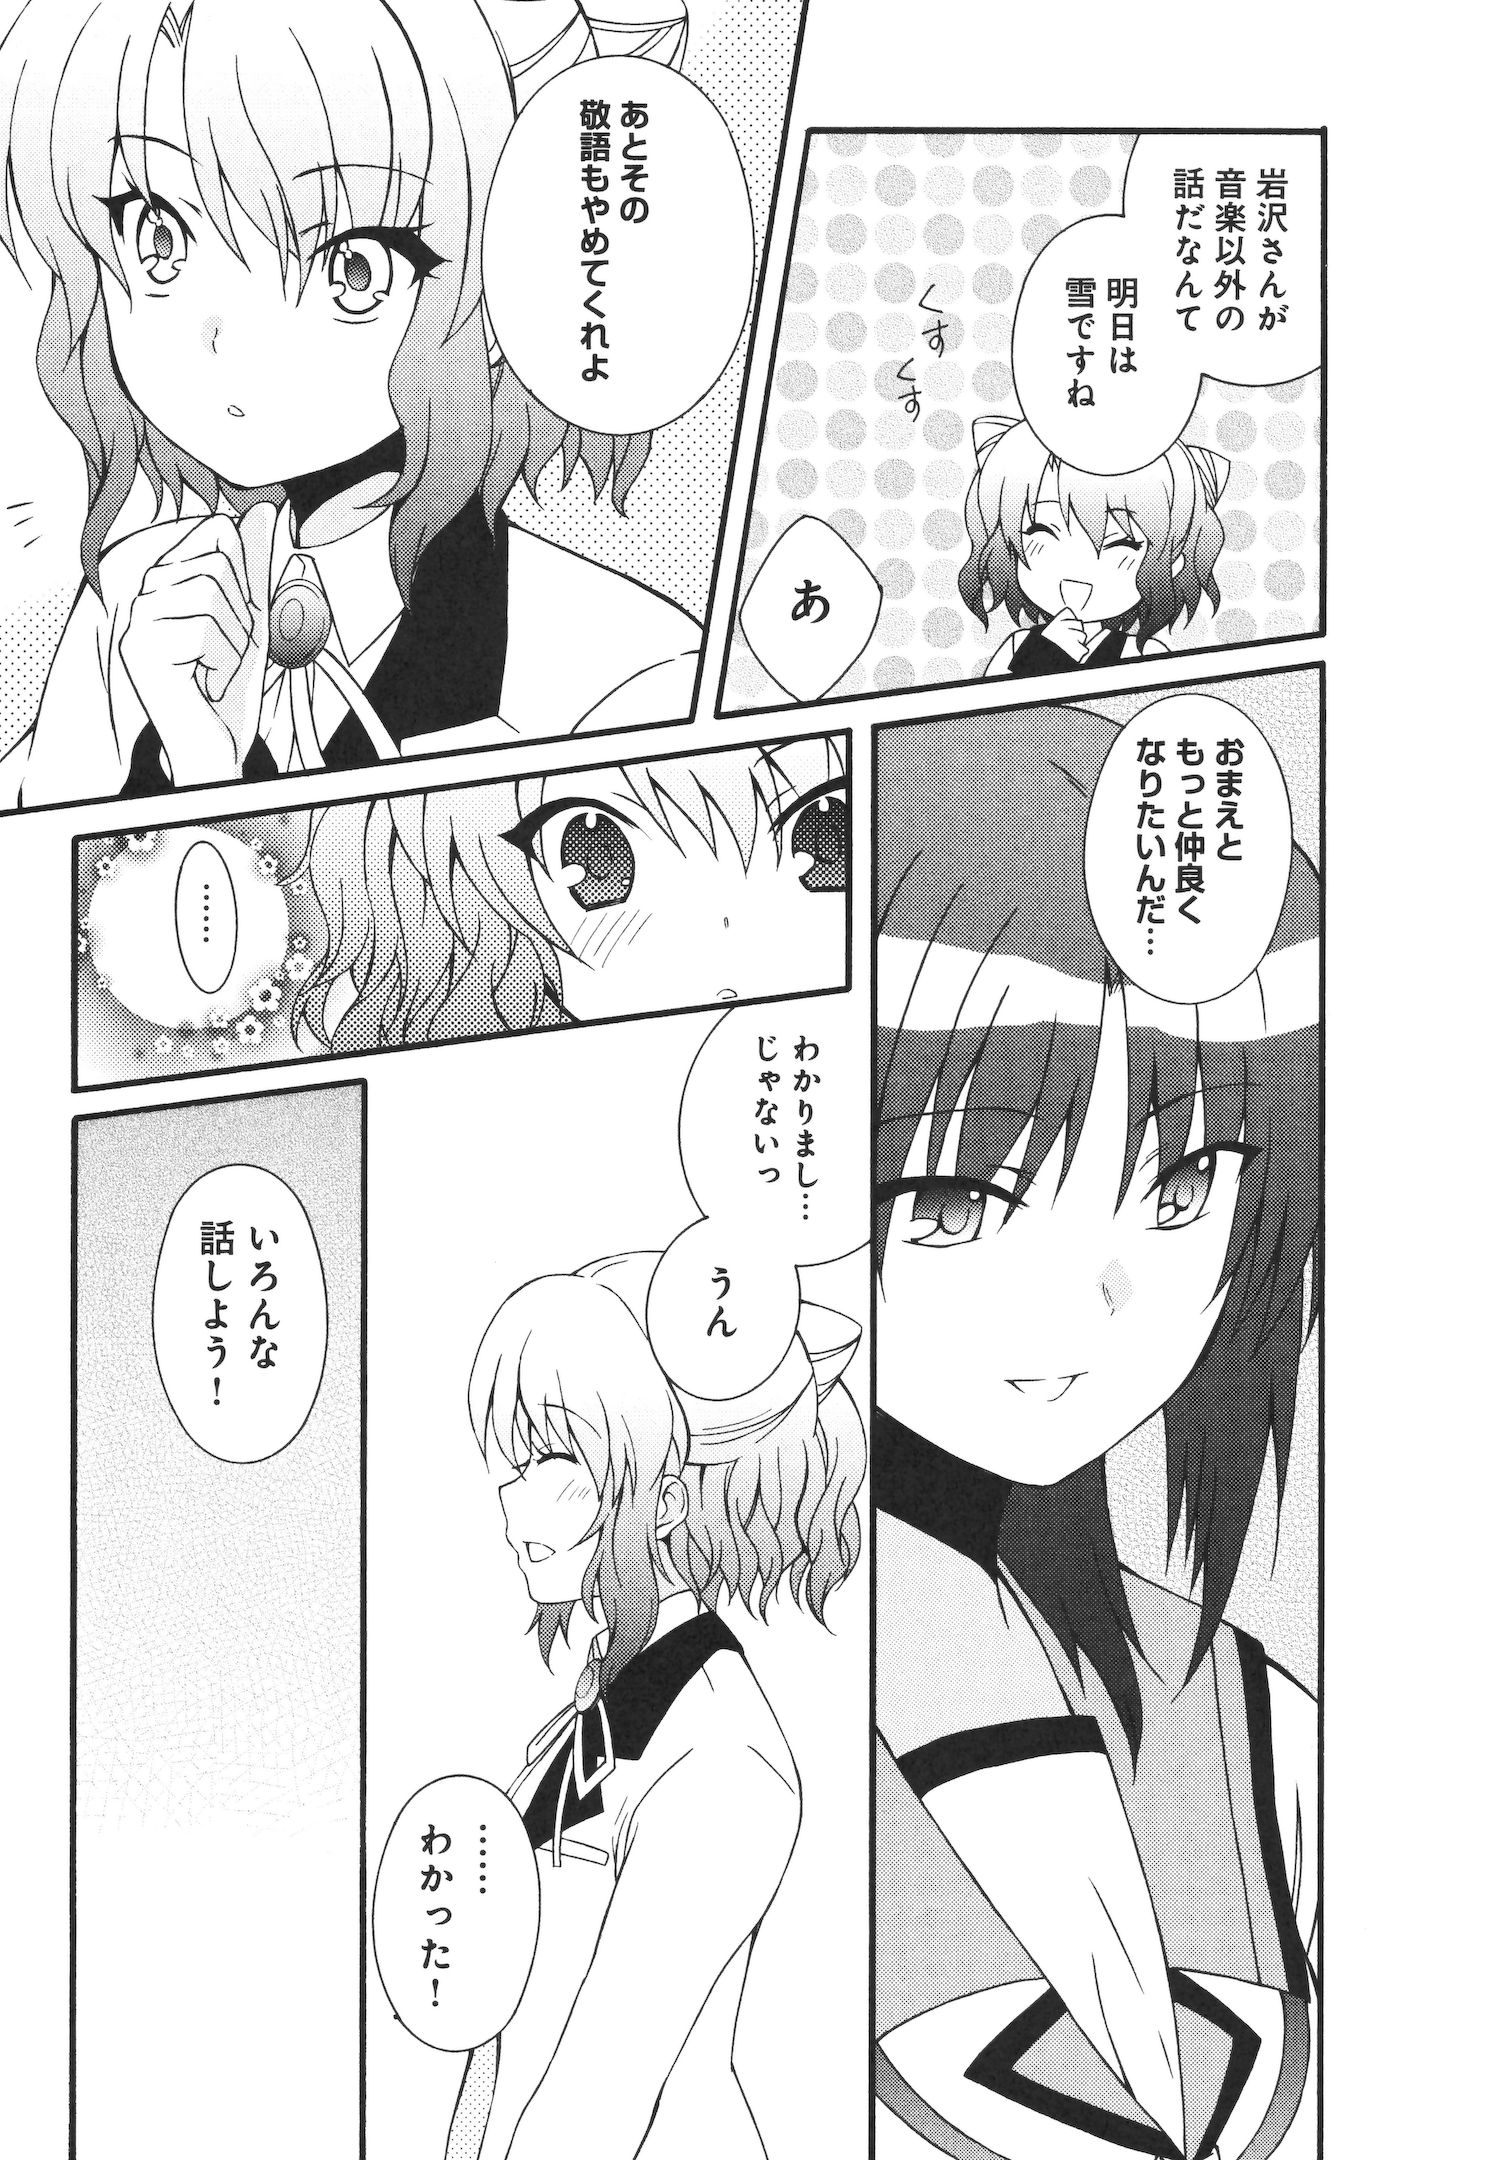 岩沢さんが
音楽以外の
話だなんて
明日は
雪ですね
くすくす
あ
あとその
敬語もやめてくれよ
おまえと
もっと仲良く
なりたいんだ…
……
わかりまし…
じゃないっ
うん
……
わかった！
いろんな
話しよう！